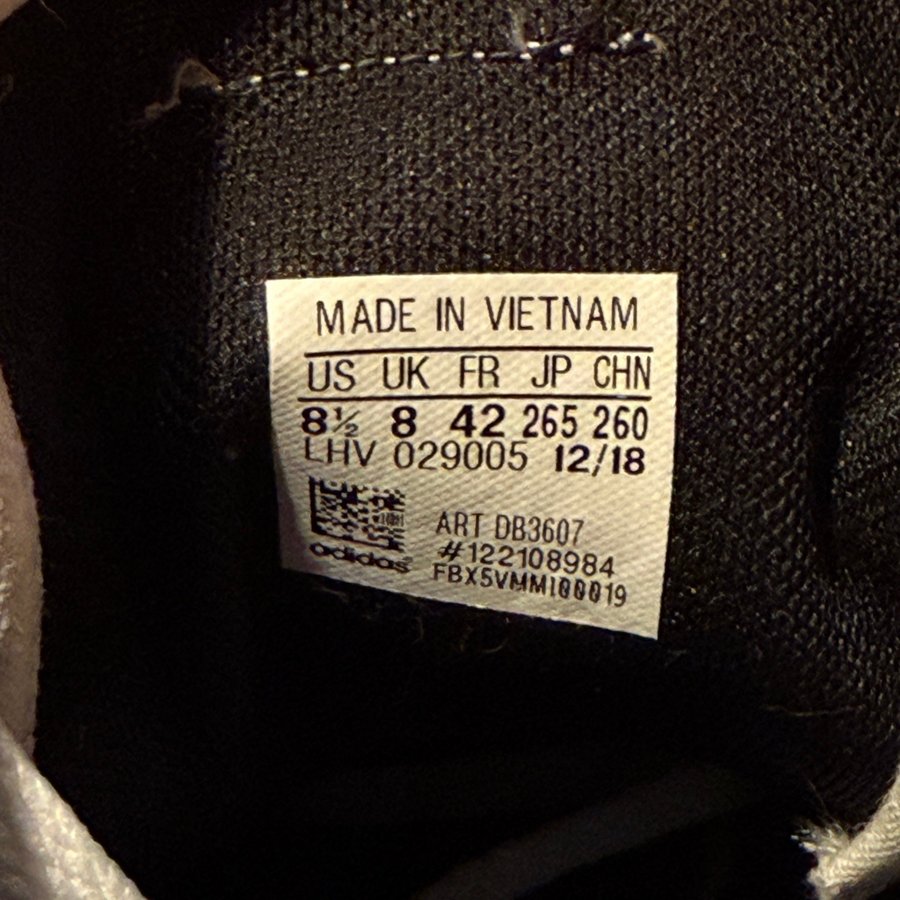 MADE IN VIETNAM
US UK FR JP CHN
8½ 8 42 265 260
LHV 029005 12/18
ART DB3607
#122108984
adidas
FBX5VMMI00019